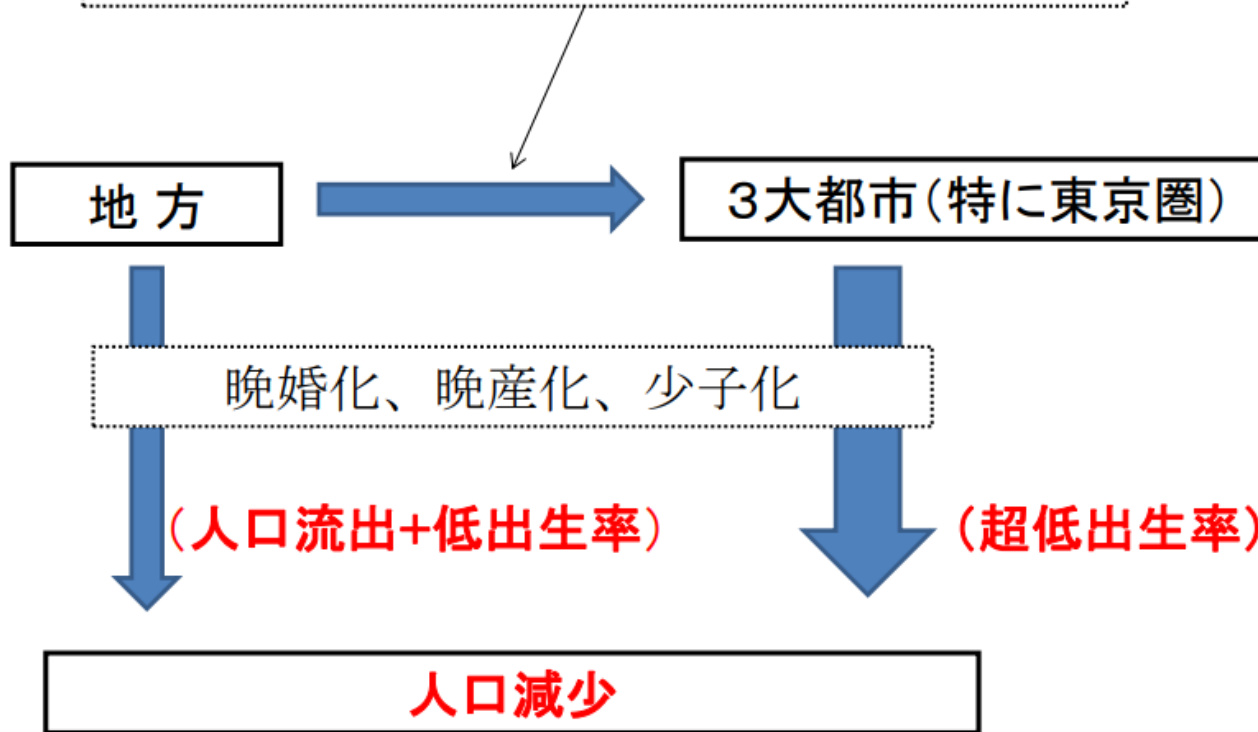 地 方
3大都市(特に東京圏)
晩婚化、晩産化、少子化
(人口流出+低出生率)
(超低出生率)
人口減少